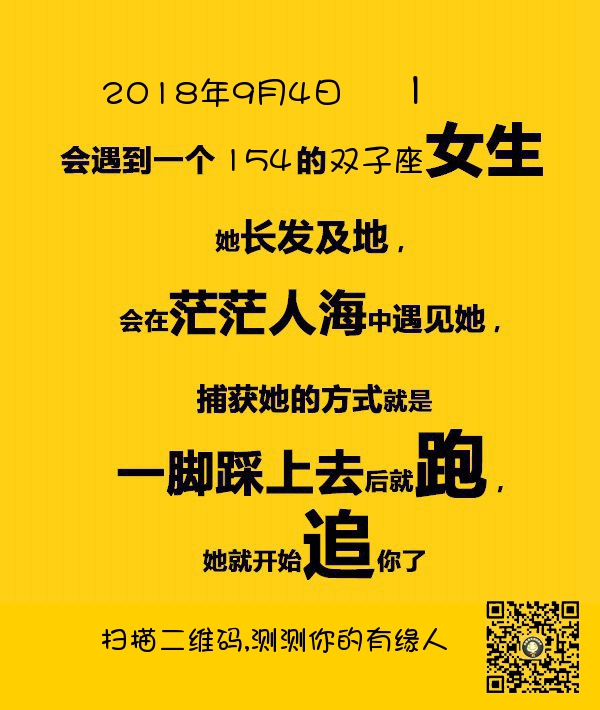 2018年9月4日 1
会遇到一个154的双子座女生
她长发及地，
会在茫茫人海中遇见她，
捕获她的方式就是
一脚踩上去后就跑，
她就开始追你了
扫描二维码,测测你的有缘人